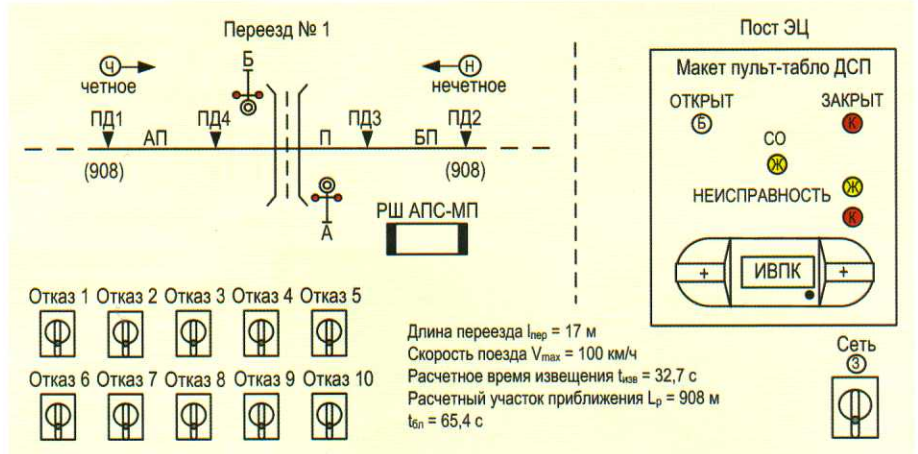 Переезд № 1
Пост ЭЦ
Ч
четное
Б
Н
нечетное
Макет пульт-табло ДСП
ОТКРЫТ
ЗАКРЫТ
Б
К
СО
Ж
НЕИСПРАВНОСТЬ
Ж
К
ПД1
АП
ПД4
П
ПД3
БП
ПД2
(908)
(908)
А
РШ АПС-МП
+
ИВПК
+
Отказ 1 Отказ 2 Отказ 3 Отказ 4 Отказ 5
Отказ 6 Отказ 7 Отказ 8 Отказ 9 Отказ 10
Длина переезда lпер = 17 м
Скорость поезда Vmax = 100 км/ч
Расчетное время извещения tизв = 32,7 с
Расчетный участок приближения Lр = 908 м
tбл = 65,4 с
Сеть
З